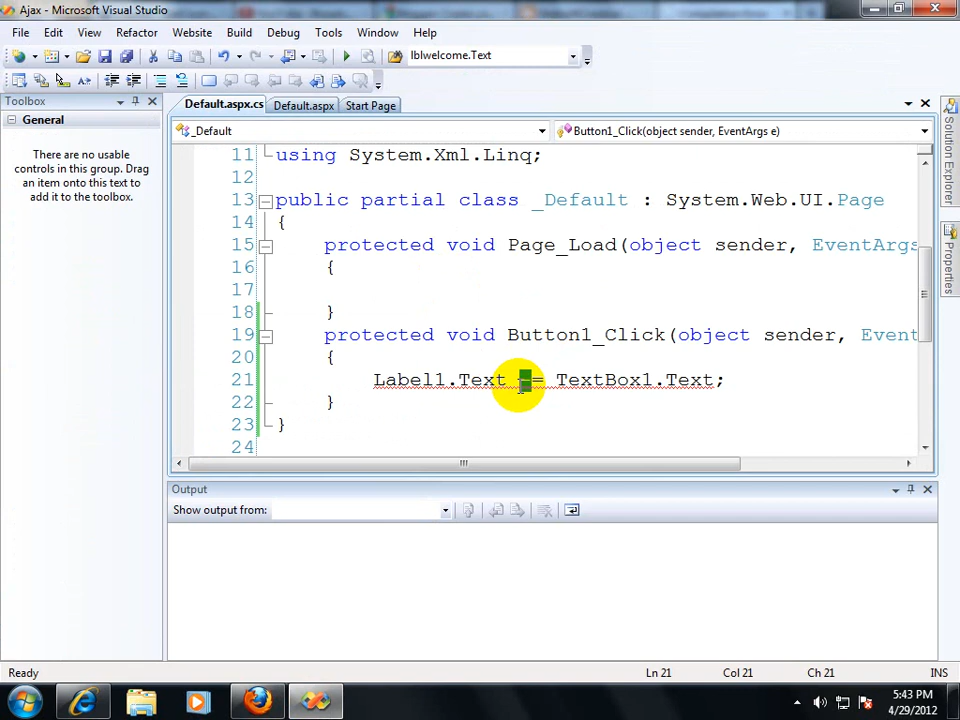 Ajax - Microsoft Visual Studio
File Edit View Refactor Website Build Debug Tools Window Help
lblwelcome.Text
Toolbox
General
There are no usable
controls in this group. Drag
an item onto this text to
add it to the toolbox.
Default.aspx.cs Default.aspx Start Page
_Default Button1_Click(object sender, EventArgs e)
11 using System.Xml.Linq;
12
13 public partial class _Default : System.Web.UI.Page
14 {
15 protected void Page_Load(object sender, EventArgs
16 {
17
18 }
19 protected void Button1_Click(object sender, Event
20 {
21 Label1.Text == TextBox1.Text;
22 }
23 }
24
Solution Explorer
Properties
Output
Show output from:
Ready Ln 21 Col 21 Ch 21 INS
5:43 PM
4/29/2012